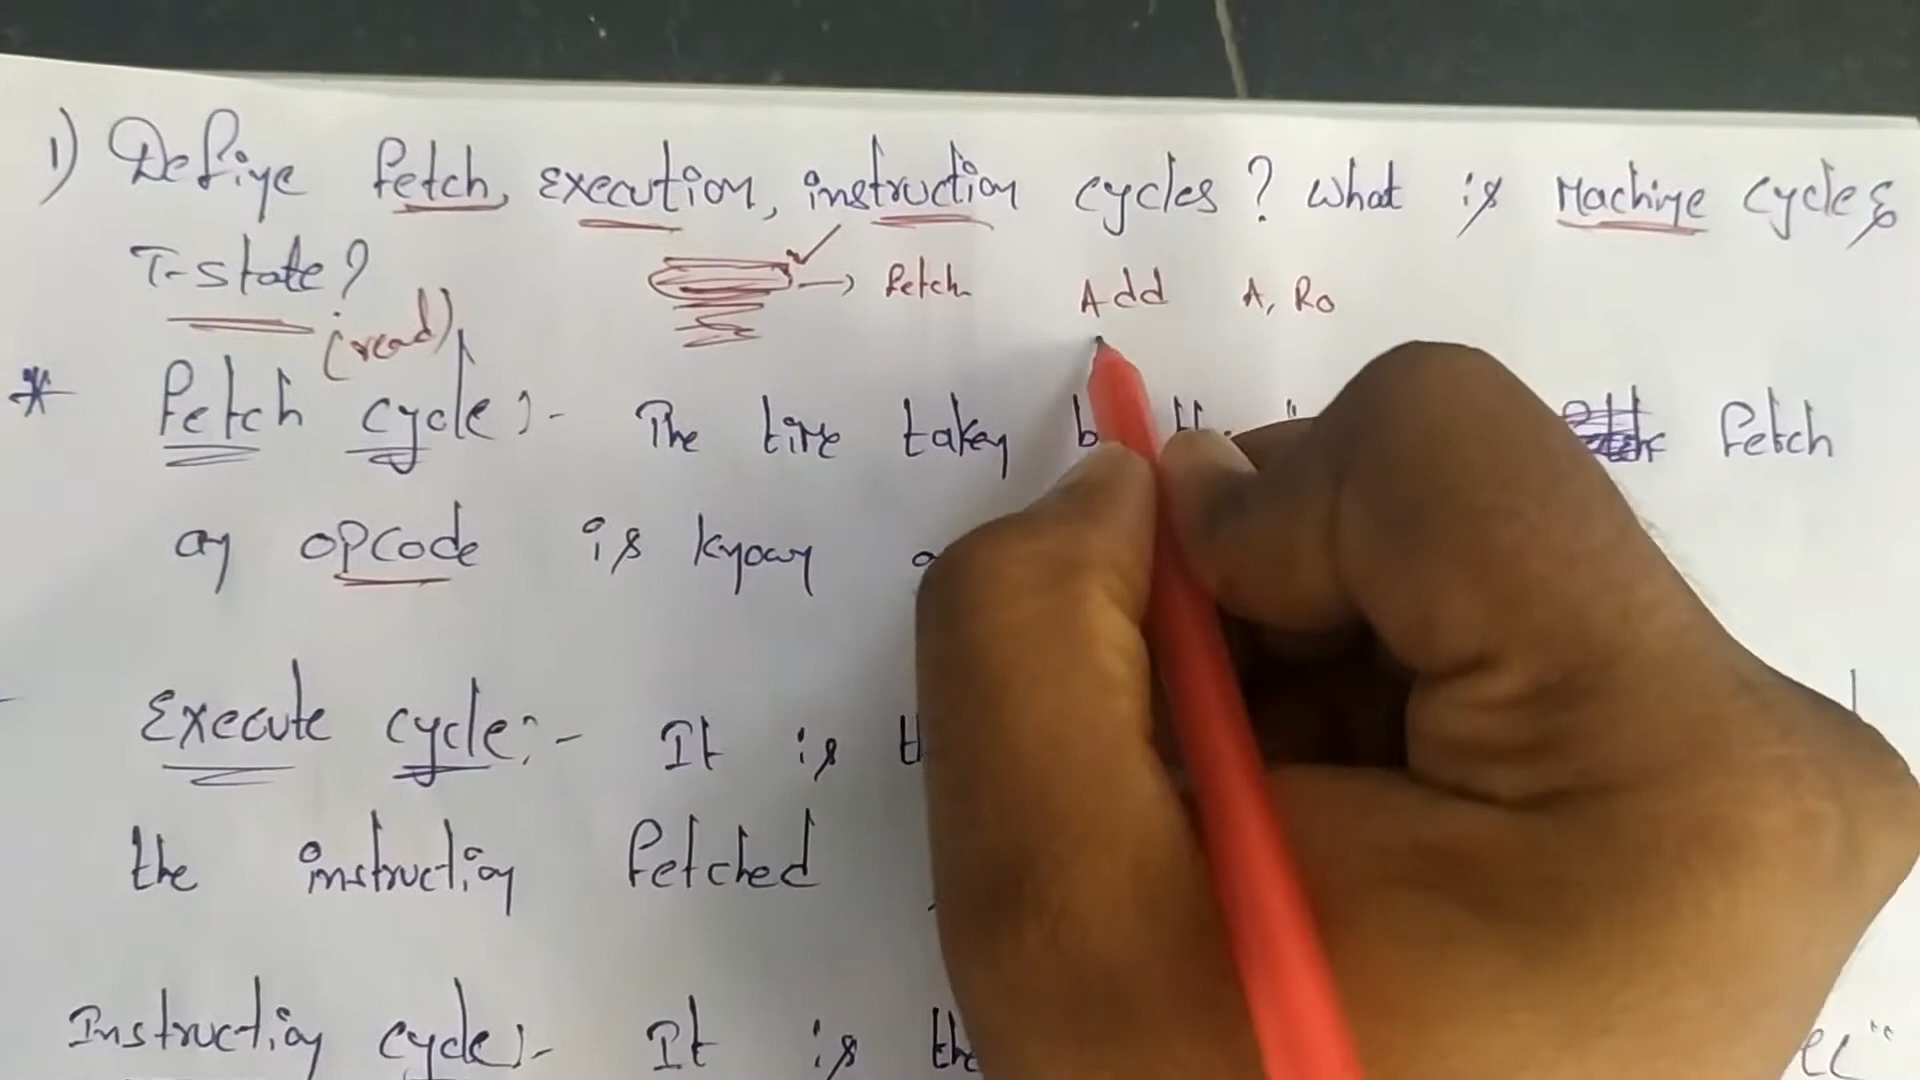 1) Define fetch, execution, instruction cycles? What is Machine cycle &
T-state?
→ fetch Add A, R0
(read)
* Fetch cycle:- The time taken fetch
an opcode is known
Execute cycle:- It is
the instruction fetched
Instruction cycle:- It is the